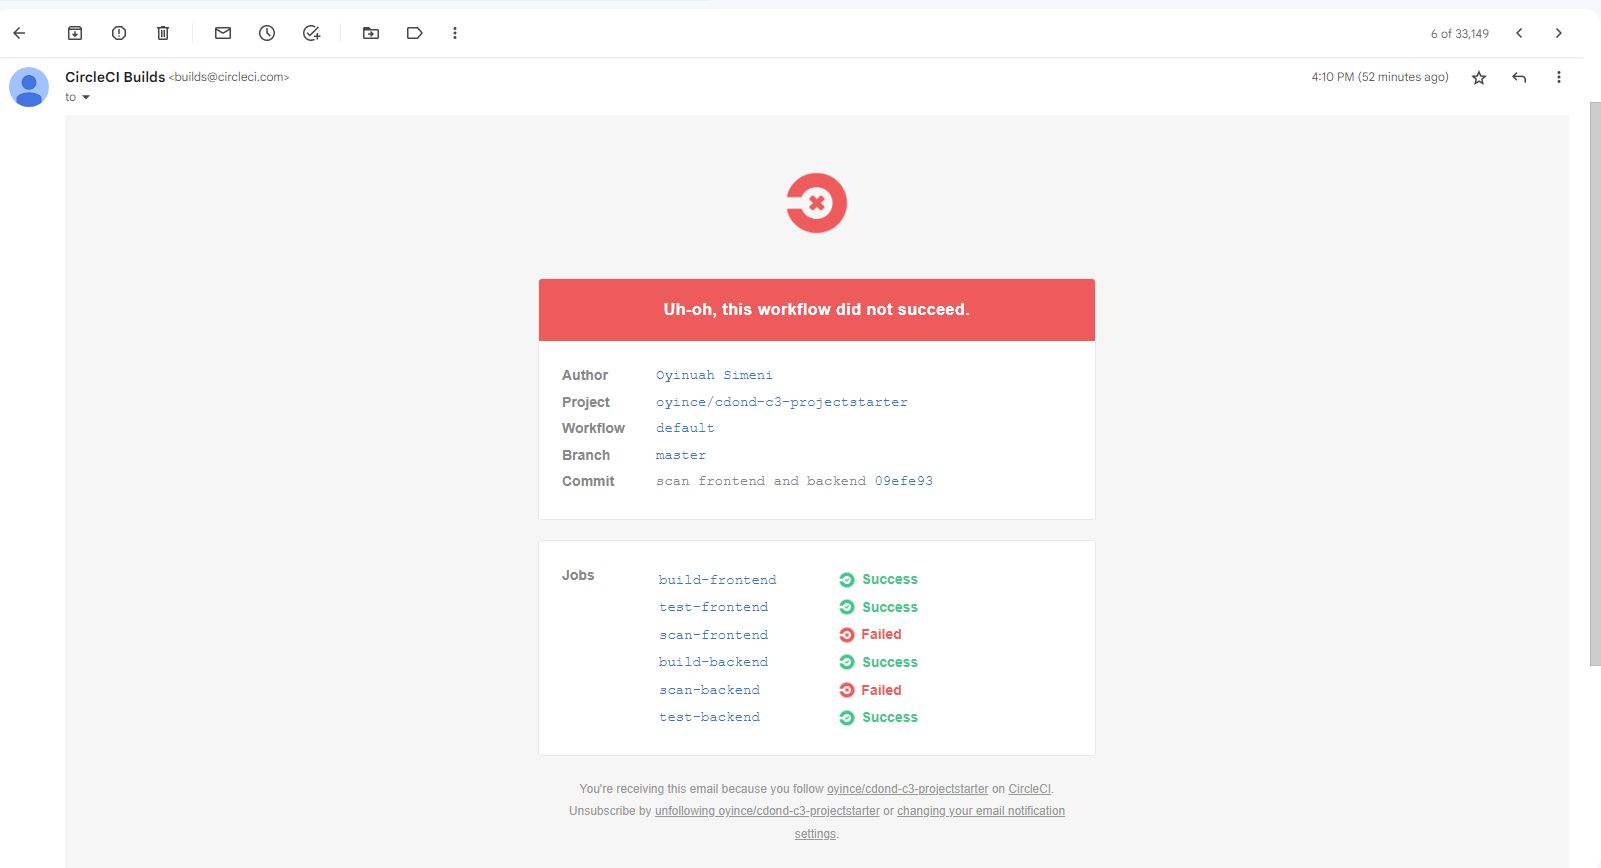 6 of 33,149
CircleCI Builds <builds@circleci.com>
4:10 PM (52 minutes ago)
to
Uh-oh, this workflow did not succeed.
Author Oyinuah Simeni
Project oyince/cdond-c3-projectstarter
Workflow default
Branch master
Commit scan frontend and backend 09efe93
Jobs
build-frontend Success
test-frontend Success
scan-frontend Failed
build-backend Success
scan-backend Failed
test-backend Success
You're receiving this email because you follow oyince/cdond-c3-projectstarter on CircleCI.
Unsubscribe by unfollowing oyince/cdond-c3-projectstarter or changing your email notification
settings.